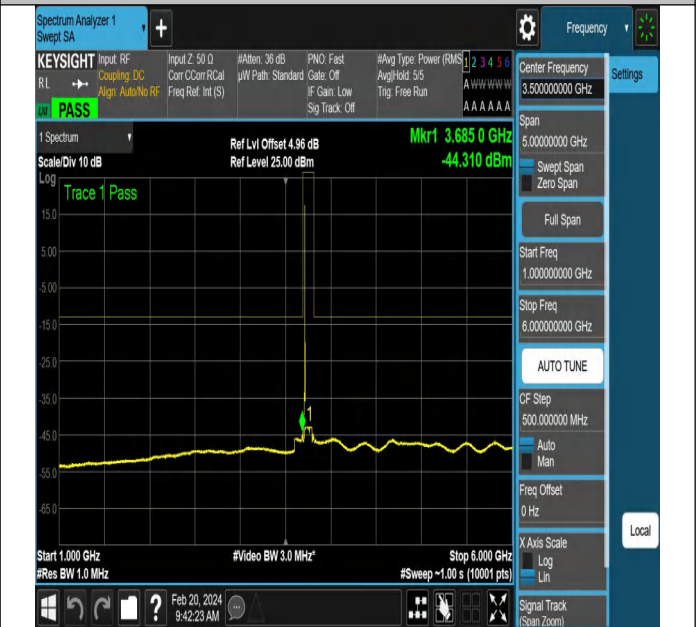 Spectrum Analyzer 1
Swept SA
Frequency
KEYSIGHT
RL
PASS
Input: RF
Coupling: DC
Align: Auto/No RF
Input Z: 50 Ω
Corr CCorr RCal
Freq Ref: Int (S)
#Atten: 36 dB
µW Path: Standard
PNO: Fast
Gate: Off
IF Gain: Low
Sig Track: Off
#Avg Type: Power (RMS
Avg|Hold: 5/5
Trig: Free Run
1 2 3 4 5 6
A W W W W W
A A A A A A
1 Spectrum
Scale/Div 10 dB
Ref Lvl Offset 4.96 dB
Ref Level 25.00 dBm
Mkr1 3.685 0 GHz
-44.310 dBm
Log
Trace 1 Pass
15.0
5.00
-5.00
-15.0
-25.0
-35.0
-45.0
-55.0
-65.0
1
Start 1.000 GHz
#Res BW 1.0 MHz
#Video BW 3.0 MHz*
Stop 6.000 GHz
#Sweep ~1.00 s (10001 pts)
Feb 20, 2024
9:42:23 AM
Center Frequency
3.500000000 GHz
Settings
Span
5.00000000 GHz
Swept Span
Zero Span
Full Span
Start Freq
1.000000000 GHz
Stop Freq
6.000000000 GHz
AUTO TUNE
CF Step
500.000000 MHz
Auto
Man
Freq Offset
0 Hz
X Axis Scale
Log
Lin
Local
Signal Track
(Span Zoom)